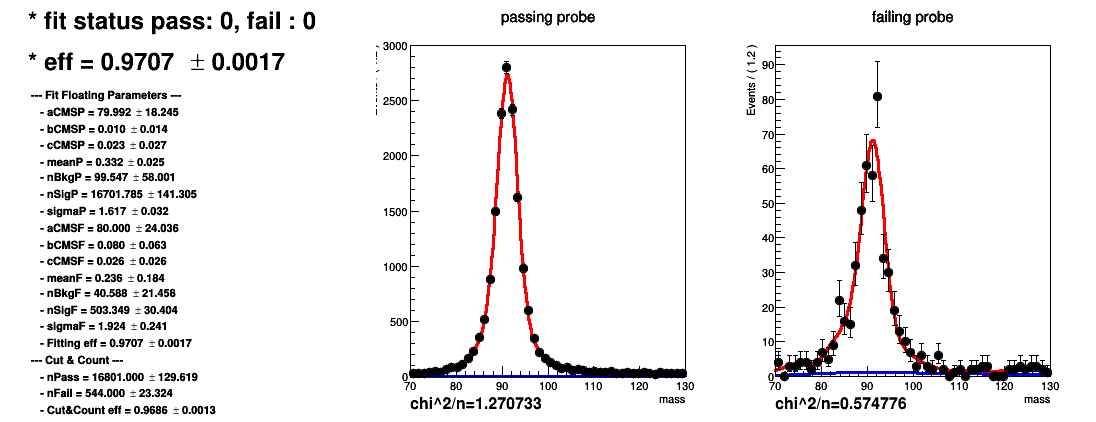 * fit status pass: 0, fail : 0
* eff = 0.9707 ± 0.0017
--- Fit Floating Parameters ---
- aCMSP = 79.992 ± 18.245
- bCMSP = 0.010 ± 0.014
- cCMSP = 0.023 ± 0.027
- meanP = 0.332 ± 0.025
- nBkgP = 99.547 ± 58.001
- nSigP = 16701.785 ± 141.305
- sigmaP = 1.617 ± 0.032
- aCMSF = 80.000 ± 24.036
- bCMSF = 0.080 ± 0.063
- cCMSF = 0.026 ± 0.026
- meanF = 0.236 ± 0.184
- nBkgF = 40.588 ± 21.458
- nSigF = 503.349 ± 30.404
- sigmaF = 1.924 ± 0.241
- Fitting eff = 0.9707 ± 0.0017
--- Cut & Count ---
- nPass = 16801.000 ± 129.619
- nFail = 544.000 ± 23.324
- Cut&Count eff = 0.9686 ± 0.0013
passing probe
3000
2500
2000
1500
1000
500
0
70 80 90 100 110 120 130
mass
chi^2/n=1.270733
failing probe
Events / ( 1.2 )
90
80
70
60
50
40
30
20
10
0
70 80 90 100 110 120 130
mass
chi^2/n=0.574776